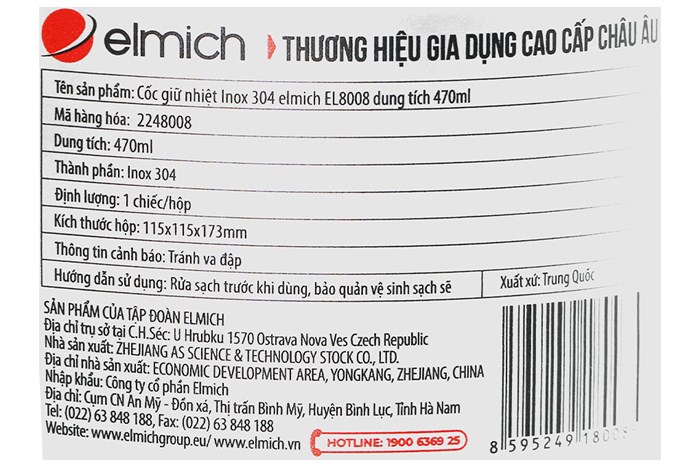 elmich THƯƠNG HIỆU GIA DỤNG CAO CẤP CHÂU ÂU
Tên sản phẩm: Cốc giữ nhiệt Inox 304 elmich EL8008 dung tích 470ml
Mã hàng hóa: 2248008
Dung tích: 470ml
Thành phần: Inox 304
Định lượng: 1 chiếc/hộp
Kích thước hộp: 115x115x173mm
Thông tin cảnh báo: Tránh va đập
Hướng dẫn sử dụng: Rửa sạch trước khi dùng, bảo quản vệ sinh sạch sẽ
Xuất xứ: Trung Quốc
SẢN PHẨM CỦA TẬP ĐOÀN ELMICH
Địa chỉ trụ sở tại C.H.Séc: U Hrubku 1570 Ostrava Nova Ves Czech Republic
Nhà sản xuất: ZHEJIANG AS SCIENCE & TECHNOLOGY STOCK CO., LTD.
Địa chỉ nhà sản xuất: ECONOMIC DEVELOPMENT AREA, YONGKANG, ZHEJIANG, CHINA
Nhập khẩu: Công ty cổ phần Elmich
Địa chỉ: Cụm CN An Mỹ - Đồn xá, Thị trấn Bình Mỹ, Huyện Bình Lục, Tỉnh Hà Nam
Tel: (022) 63 848 188, Fax: (022) 63 848 188
Website: www.elmichgroup.eu/ www.elmich.vn
HOTLINE: 1900 6369 25
8 595249 18008